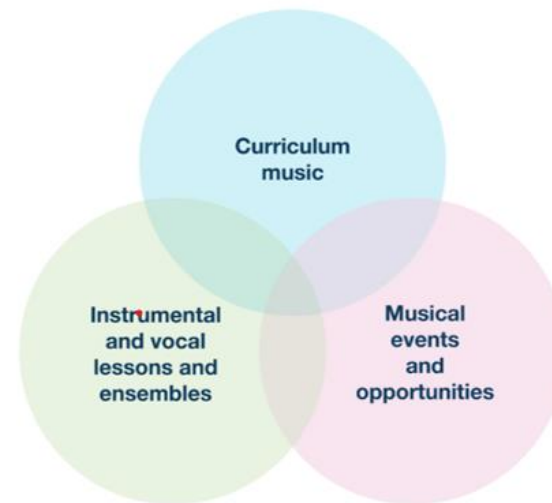 Curriculum
music
Instrumental
and vocal
lessons and
ensembles
Musical
events
and
opportunities